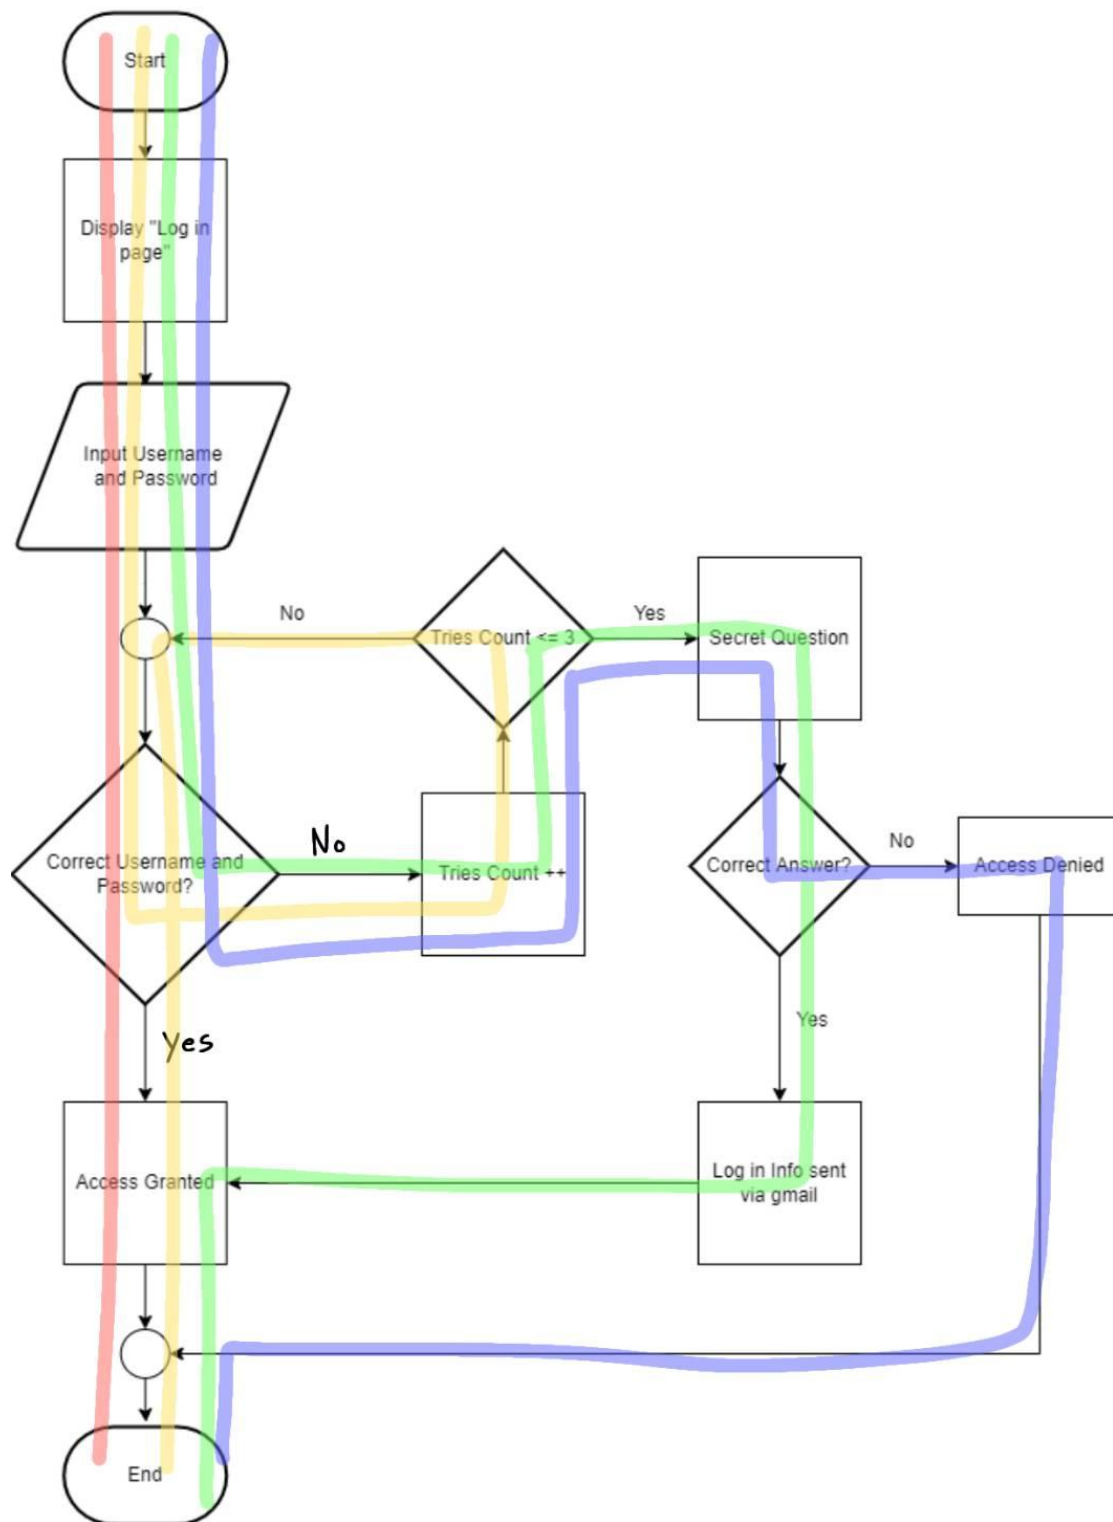 Start
Display "Log in
page"
Input Username
and Password
No
Tries Count <= 3
Yes
Secret Question
Correct Username and
Password?
No
Tries Count ++
Correct Answer?
No
Access Denied
Yes
Yes
Access Granted
Log in Info sent
via gmail
End